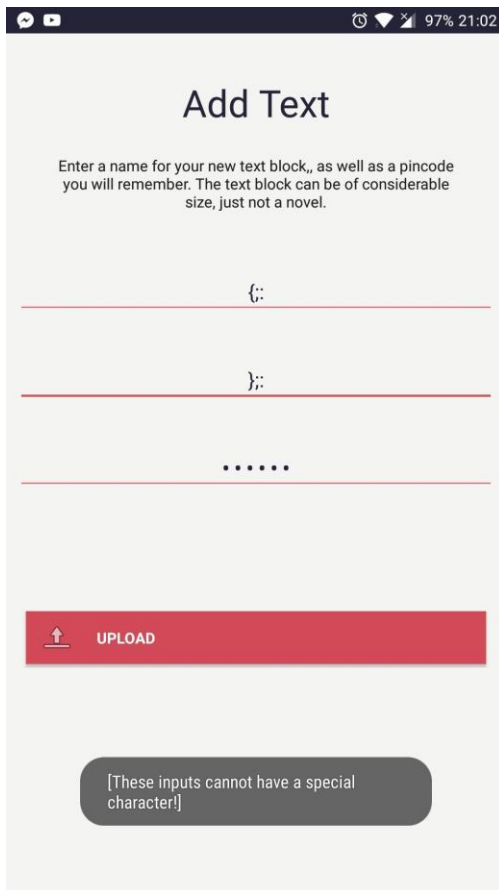 97% 21:02
Add Text
Enter a name for your new text block,, as well as a pincode
you will remember. The text block can be of considerable
size, just not a novel.
{;:
};:
••••••
UPLOAD
[These inputs cannot have a special
character!]